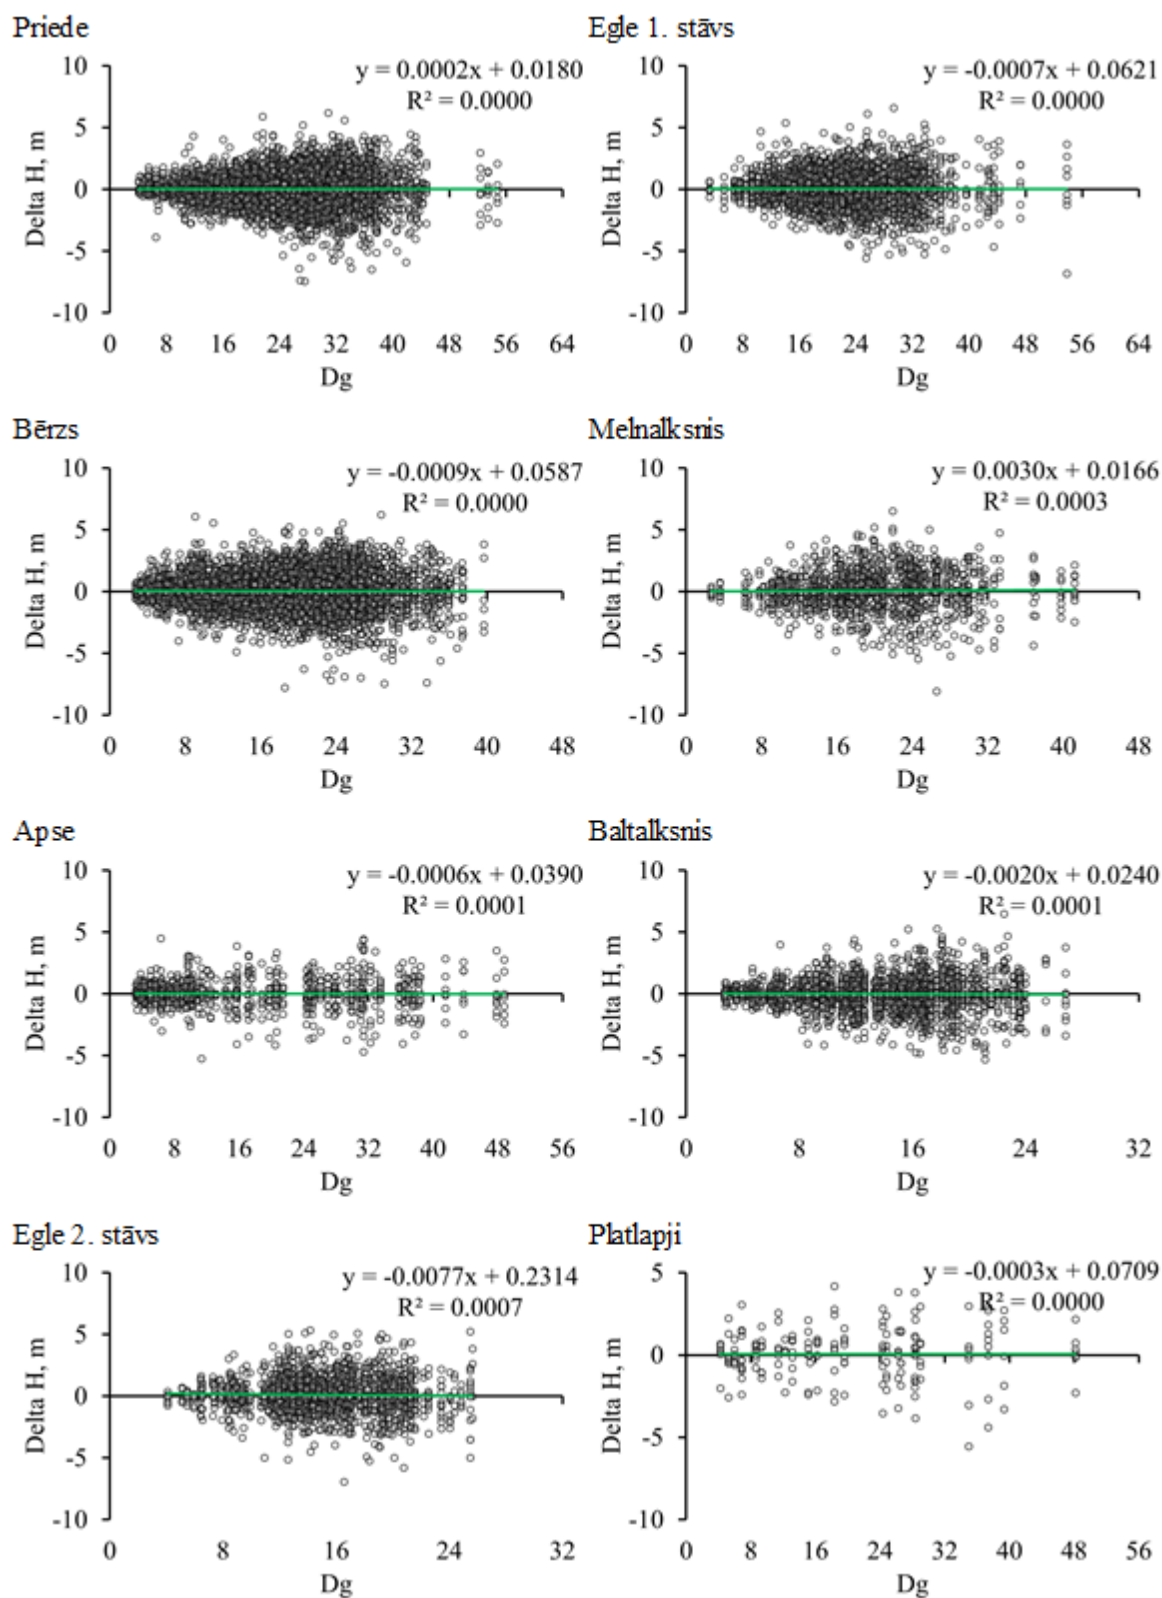 Priede
y = 0.0002x + 0.0180
R² = 0.0000
10
5
0
-5
-10
Delta H, m
0 8 16 24 32 40 48 56 64
Dg
Egle 1. stāvs
y = -0.0007x + 0.0621
R² = 0.0000
10
5
0
-5
-10
Delta H, m
0 8 16 24 32 40 48 56 64
Dg
Bērzs
y = -0.0009x + 0.0587
R² = 0.0000
10
5
0
-5
-10
Delta H, m
0 8 16 24 32 40 48
Dg
Melnalksnis
y = 0.0030x + 0.0166
R² = 0.0003
10
5
0
-5
-10
Delta H, m
0 8 16 24 32 40 48
Dg
Apse
y = -0.0006x + 0.0390
R² = 0.0001
10
5
0
-5
-10
Delta H, m
0 8 16 24 32 40 48 56
Dg
Baltalksnis
y = -0.0020x + 0.0240
R² = 0.0001
10
5
0
-5
-10
Delta H, m
0 8 16 24 32
Dg
Egle 2. stāvs
y = -0.0077x + 0.2314
R² = 0.0007
10
5
0
-5
-10
Delta H, m
0 8 16 24 32
Dg
Platlapji
y = -0.0003x + 0.0709
R² = 0.0000
5
0
-5
-10
Delta H, m
0 8 16 24 32 40 48 56
Dg